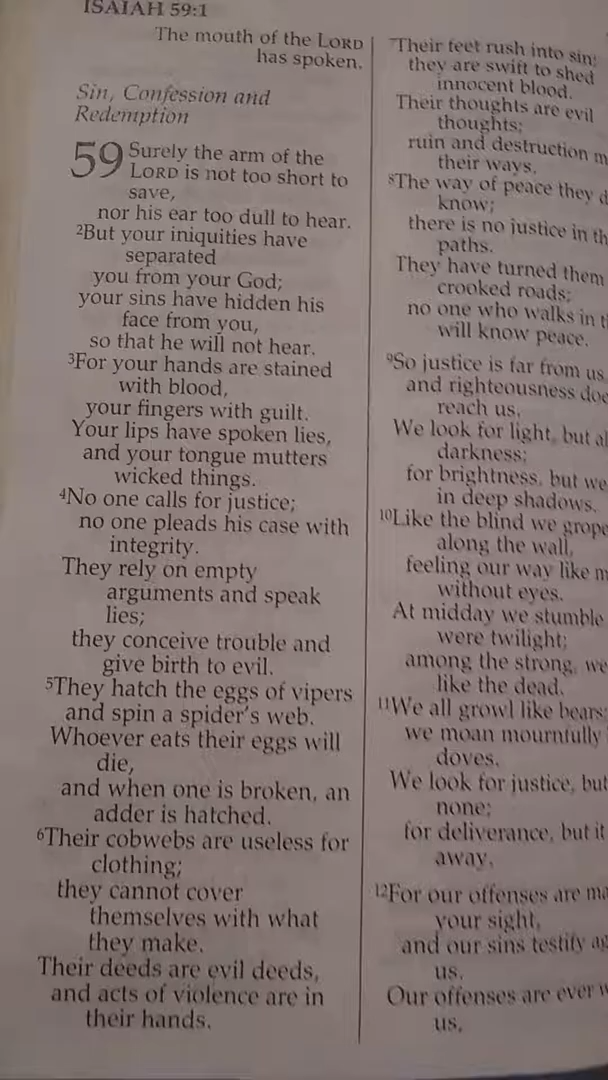 ISAIAH 59:1
The mouth of the LORD
has spoken.
Sin, Confession and
Redemption
59 Surely the arm of the
LORD is not too short to
save,
nor his ear too dull to hear.
2But your iniquities have
separated
you from your God;
your sins have hidden his
face from you,
so that he will not hear.
3For your hands are stained
with blood,
your fingers with guilt.
Your lips have spoken lies,
and your tongue mutters
wicked things.
4No one calls for justice;
no one pleads his case with
integrity.
They rely on empty
arguments and speak
lies;
they conceive trouble and
give birth to evil.
5They hatch the eggs of vipers
and spin a spider's web.
Whoever eats their eggs will
die,
and when one is broken, an
adder is hatched.
6Their cobwebs are useless for
clothing;
they cannot cover
themselves with what
they make.
Their deeds are evil deeds,
and acts of violence are in
their hands.
7Their feet rush into sin;
they are swift to shed
innocent blood.
Their thoughts are evil
thoughts;
ruin and destruction
their ways.
8The way of peace they
know;
there is no justice in
paths.
They have turned them
crooked roads;
no one who walks in
will know peace.
9So justice is far from us
and righteousness
reach us.
We look for light, but
darkness;
for brightness, but we
in deep shadows.
10Like the blind we grope
along the wall,
feeling our way like
without eyes.
At midday we stumble
were twilight;
among the strong, we
like the dead.
11We all growl like bears;
we moan mournfully
doves.
We look for justice, but
none;
for deliverance, but it
away.
12For our offenses are
your sight,
and our sins testify
us.
Our offenses are ever
us,